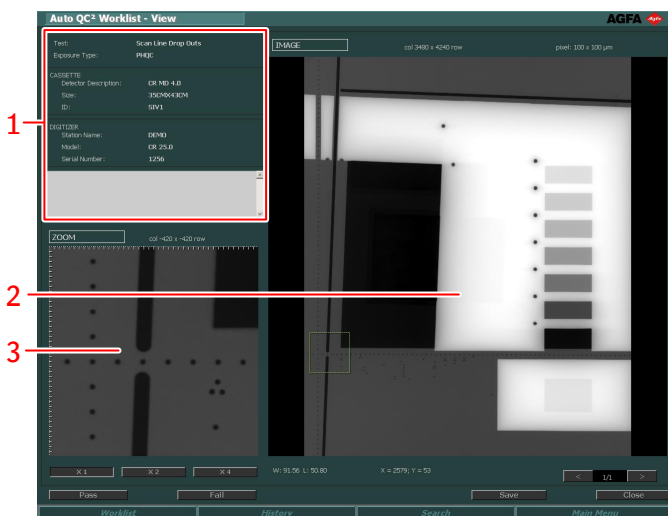 Auto QC² Worklist - View
AGFA
Test: Scan Line Drop Outs
Exposure Type: PHQC
CASSETTE
Detector Description: CR MD 4.0
Size: 35CMX43CM
ID: SIV1
DIGITIZER
Station Name: DEMO
Model: CR 25.0
Serial Number: 1256
1
IMAGE
col 3480 x 4240 row
pixel: 100 x 100 µm
ZOOM
col -420 x -420 row
2
3
X 1
X 2
X 4
W: 91.56 L: 50.80
X = 2579; Y = 53
<
1/1
>
Pass
Fail
Save
Close
Worklist
History
Search
Main Menu